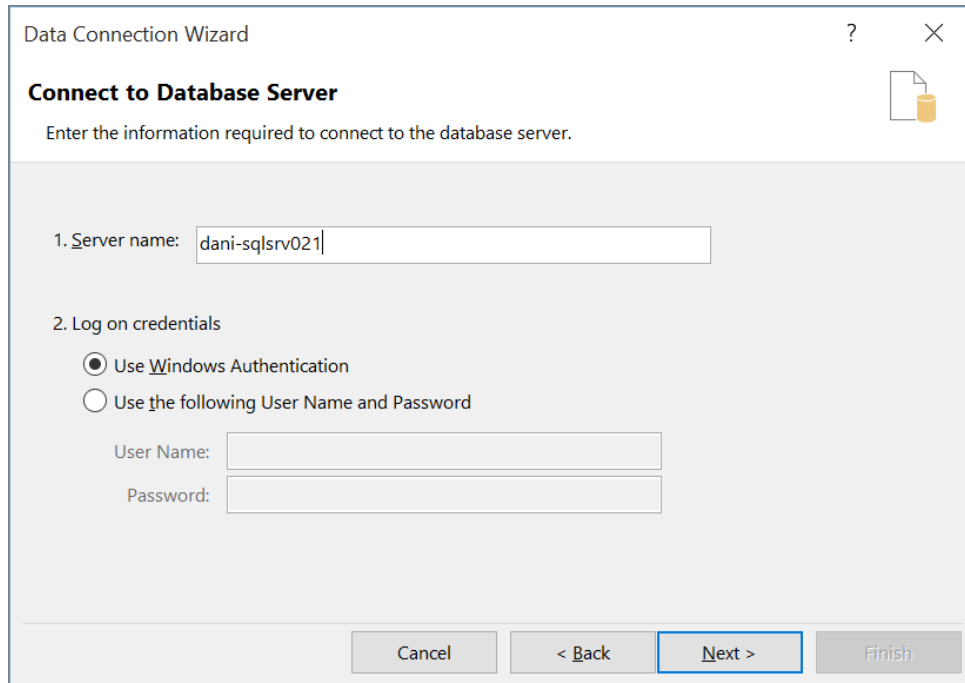 Data Connection Wizard ?
Connect to Database Server
Enter the information required to connect to the database server.
1. Server name: dani-sqlsrv021
2. Log on credentials
Use Windows Authentication
Use the following User Name and Password
User Name:
Password:
Cancel < Back Next > Finish